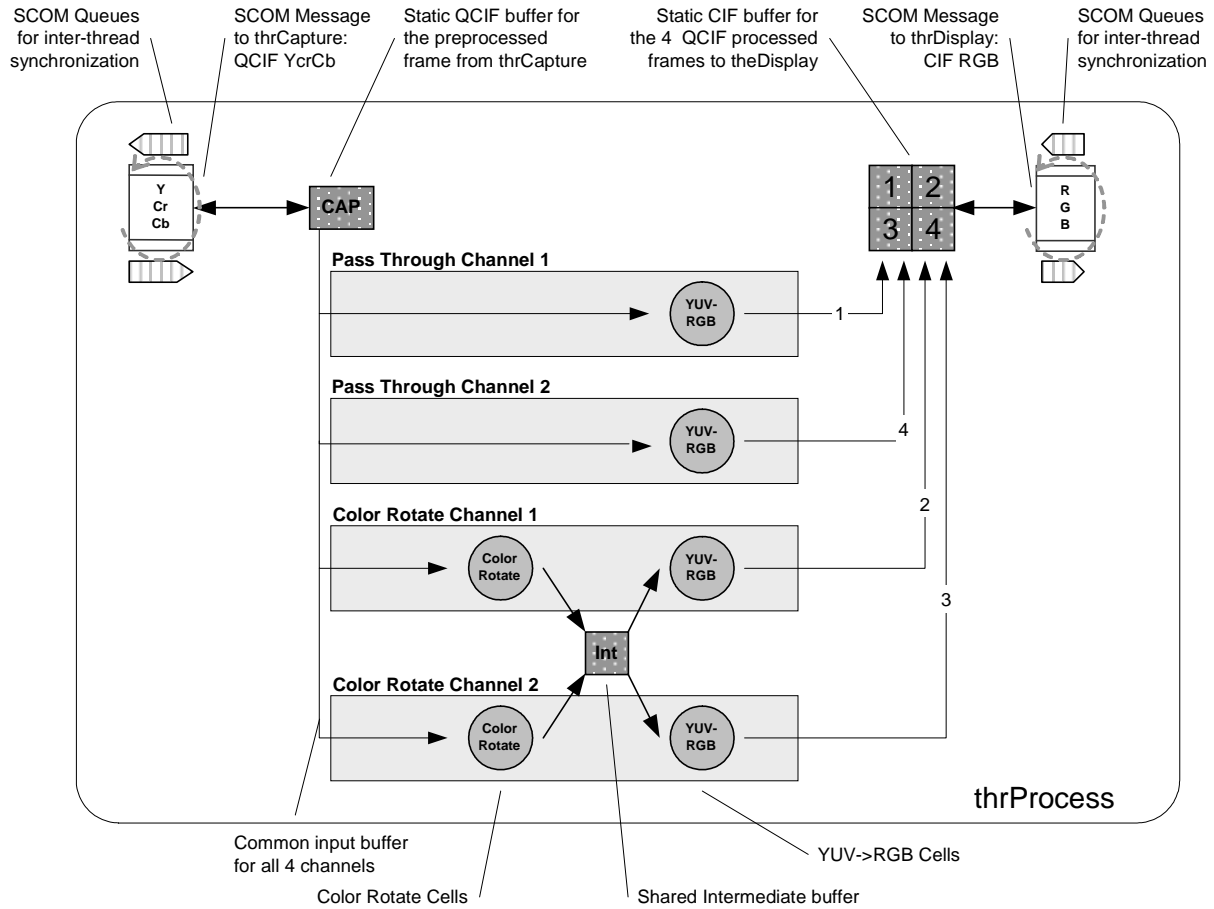 SCOM Queues
for inter-thread
synchronization
SCOM Message
to thrCapture:
QCIF YcrCb
Static QCIF buffer for
the preprocessed
frame from thrCapture
Static CIF buffer for
the 4 QCIF processed
frames to theDisplay
SCOM Message
to thrDisplay:
CIF RGB
SCOM Queues
for inter-thread
synchronization
Y
Cr
Cb
CAP
1 2
3 4
R
G
B
Pass Through Channel 1
YUV-
RGB
1
Pass Through Channel 2
YUV-
RGB
4
Color Rotate Channel 1
Color
Rotate
YUV-
RGB
2
3
Int
Color Rotate Channel 2
Color
Rotate
YUV-
RGB
thrProcess
Common input buffer
for all 4 channels
Color Rotate Cells
Shared Intermediate buffer
YUV->RGB Cells